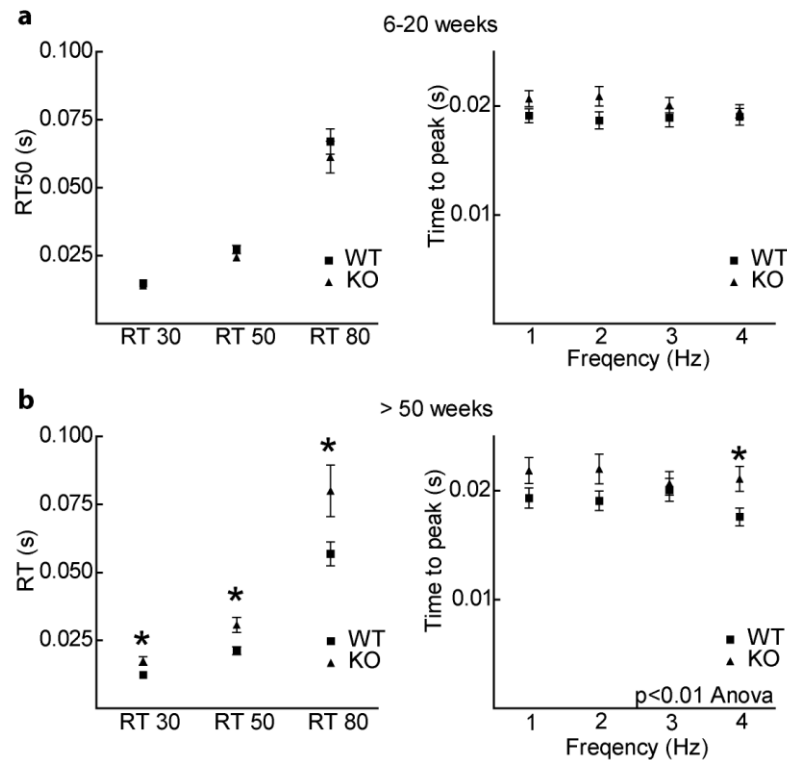 a
6-20 weeks
RT50 (s)
0.100
0.075
0.050
0.025
WT
KO
RT 30 RT 50 RT 80
Time to peak (s)
0.02
0.01
WT
KO
1 2 3 4
Freqency (Hz)
b
> 50 weeks
RT (s)
0.100
0.075
0.050
0.025
*
*
*
WT
KO
RT 30 RT 50 RT 80
Time to peak (s)
0.02
0.01
*
WT
KO
p<0.01 Anova
1 2 3 4
Freqency (Hz)